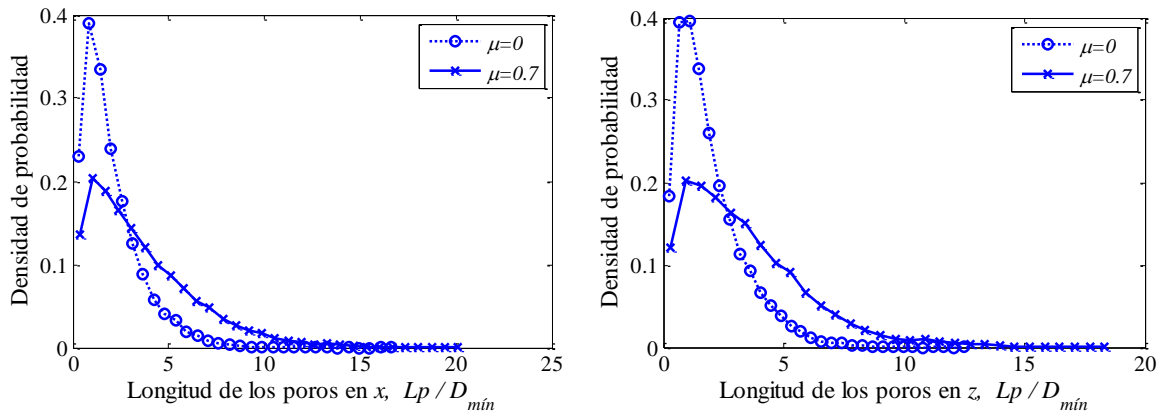 0.4
0.3
0.2
0.1
0
0 5 10 15 20 25
Densidad de probabilidad
Longitud de los poros en x, Lp / D_mín
μ=0
μ=0.7
0.4
0.3
0.2
0.1
0
0 5 10 15 20
Densidad de probabilidad
Longitud de los poros en z, Lp / D_mín
μ=0
μ=0.7